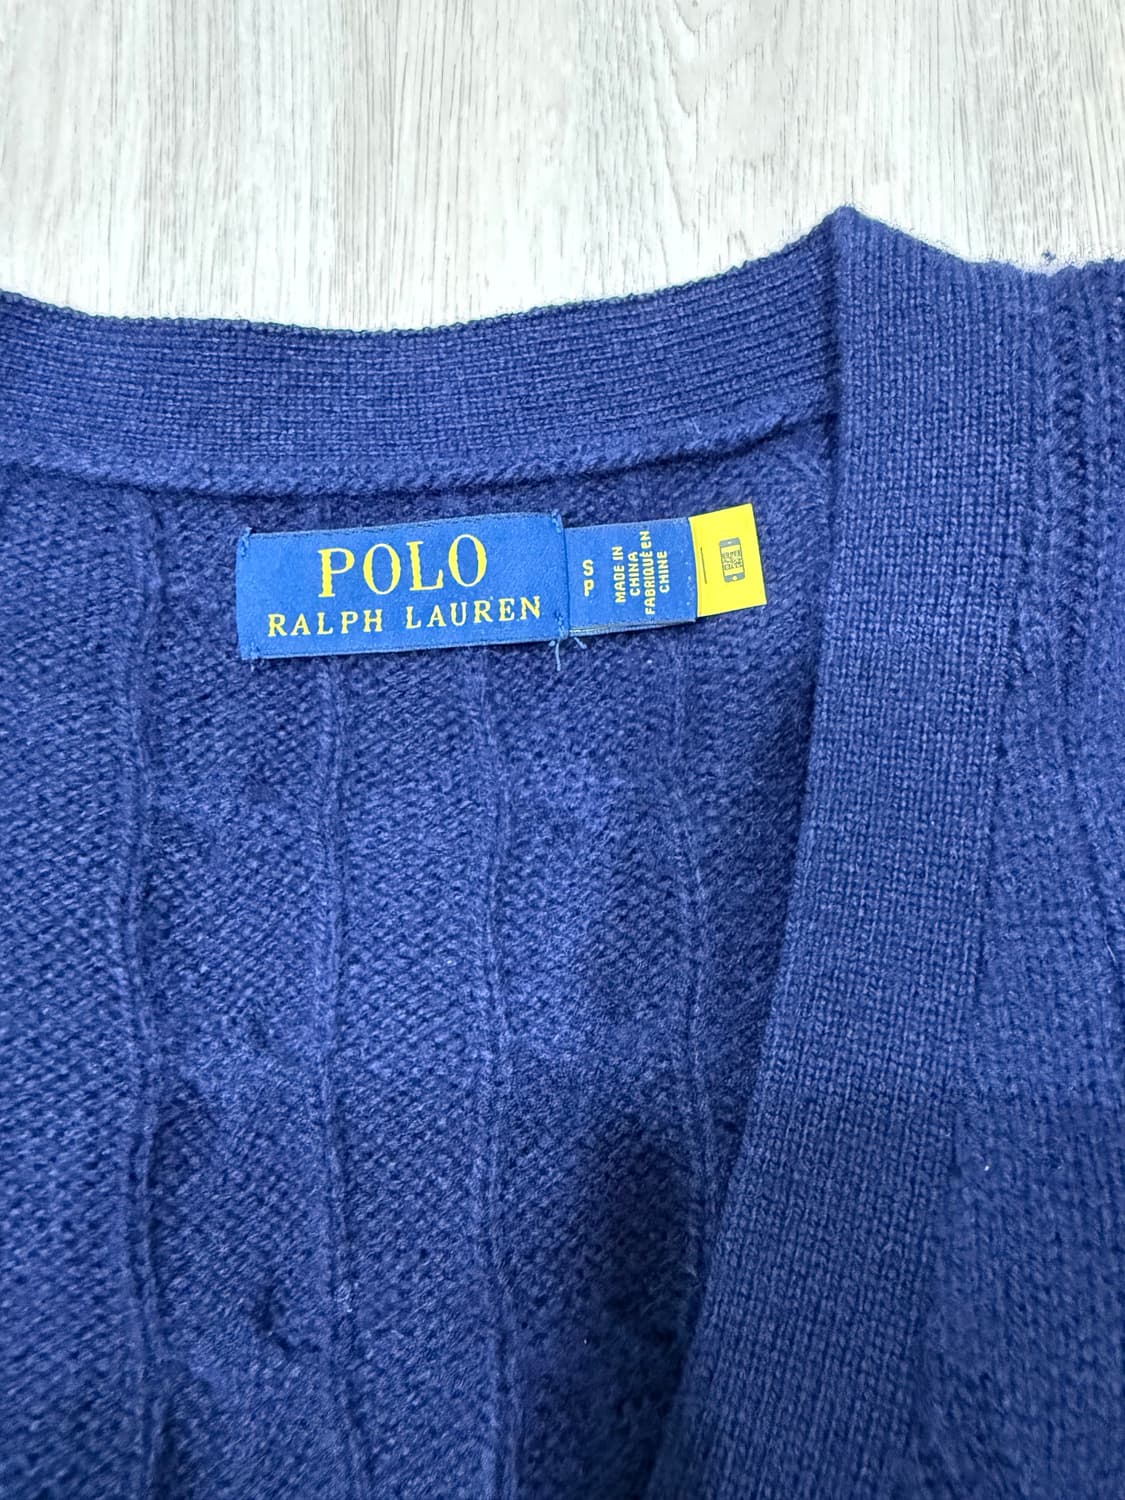 POLO
RALPH LAUREN
S
P
MADE IN
CHINA
FABRIQUÉ EN
CHINE